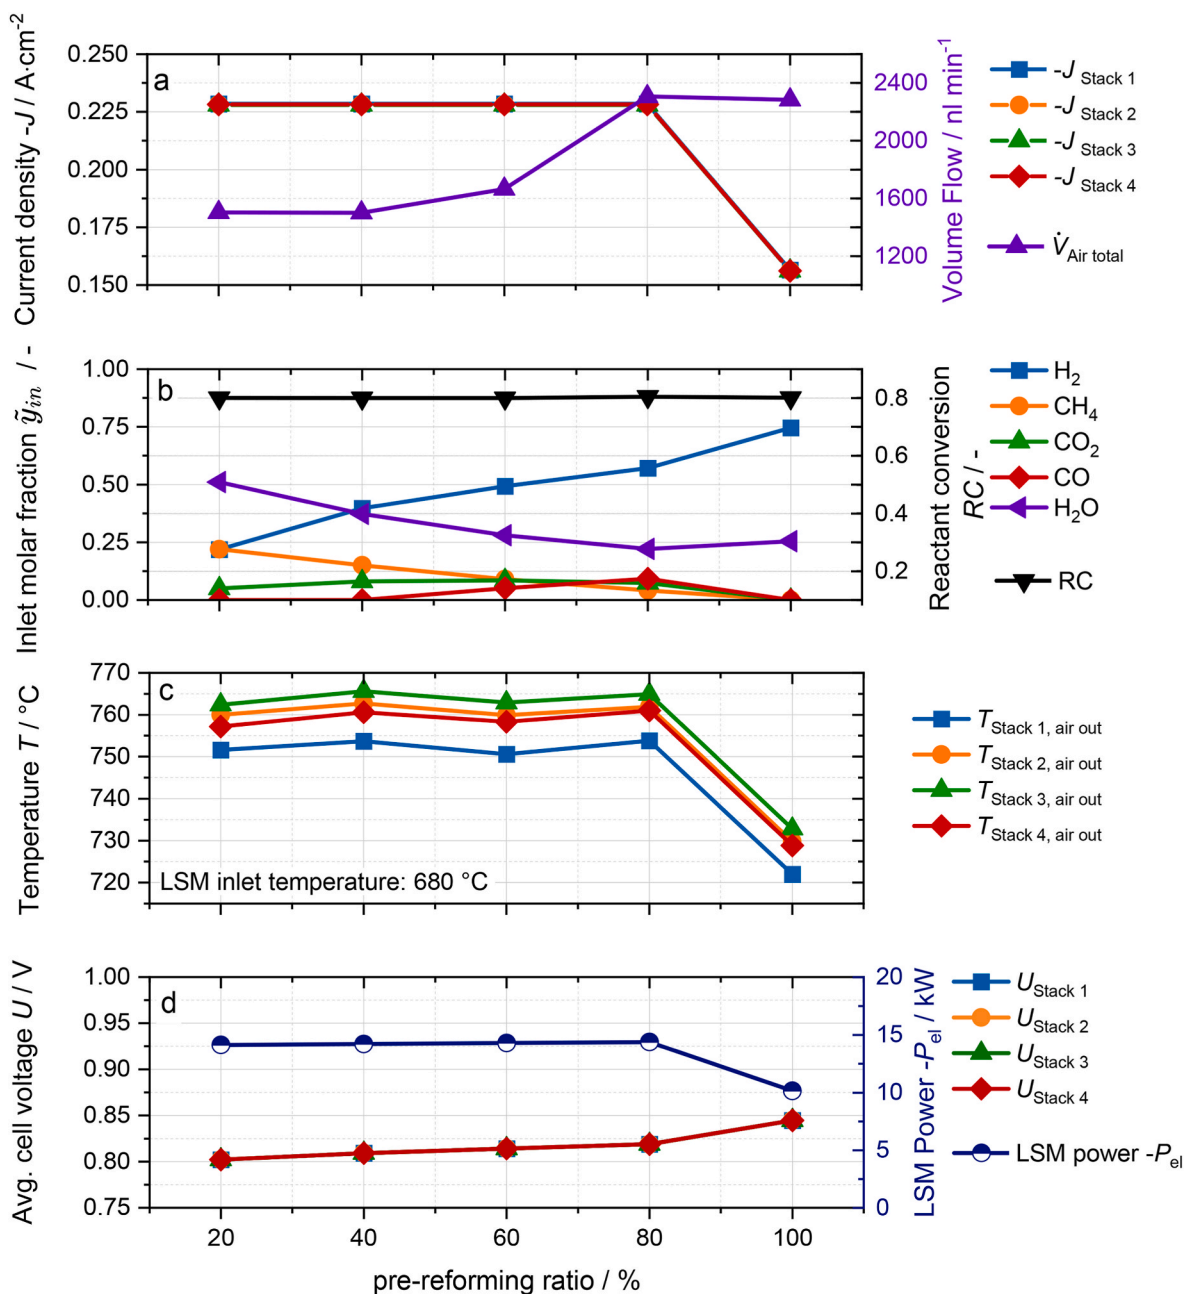 a
Current density -J / A·cm-2
0.250
0.225
0.200
0.175
0.150
Volume Flow / nl min-1
2400
2000
1600
1200
-J Stack 1
-J Stack 2
-J Stack 3
-J Stack 4
V̇Air total
b
Inlet molar fraction ỹin / -
1.00
0.75
0.50
0.25
0.00
Reactant conversion
RC / -
0.8
0.6
0.4
0.2
H2
CH4
CO2
CO
H2O
RC
c
Temperature T / °C
770
760
750
740
730
720
LSM inlet temperature: 680 °C
TStack 1, air out
TStack 2, air out
TStack 3, air out
TStack 4, air out
d
Avg. cell voltage U / V
1.00
0.95
0.90
0.85
0.80
0.75
LSM Power -Pel / kW
20
15
10
5
0
UStack 1
UStack 2
UStack 3
UStack 4
LSM power -Pel
20 40 60 80 100
pre-reforming ratio / %